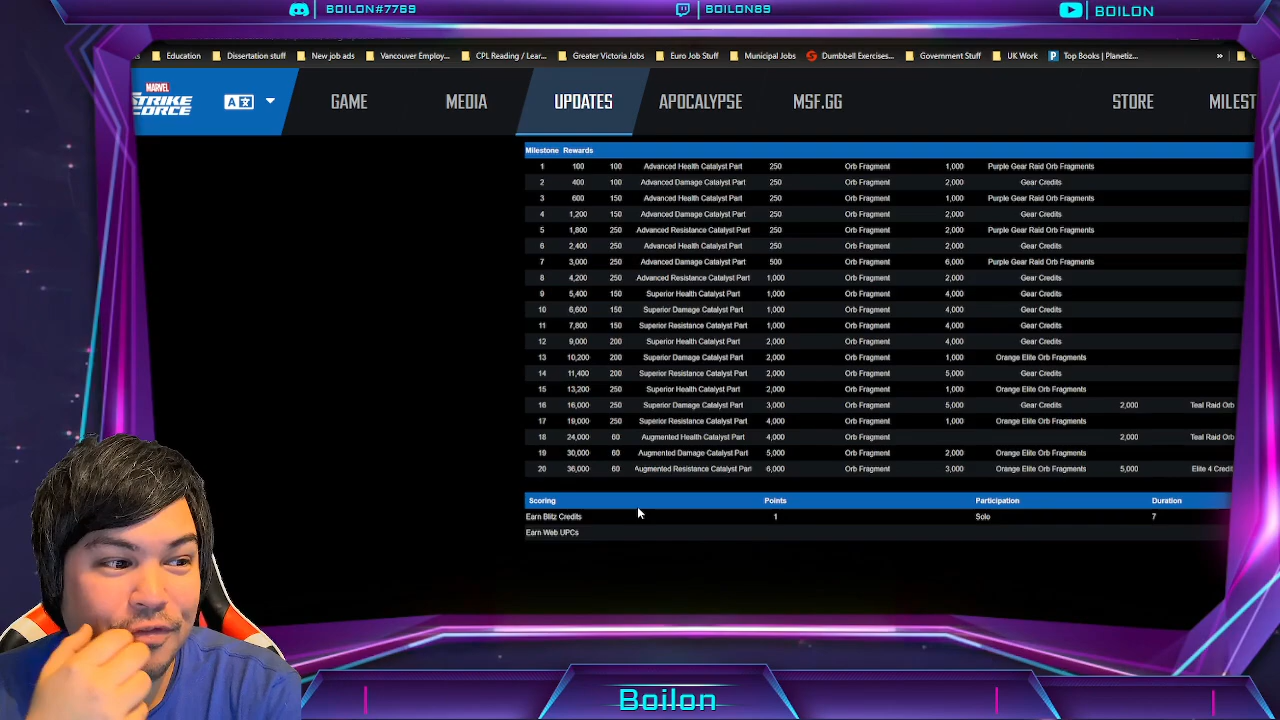 BOILON#7769 BOILON89 BOILON
Education Dissertation stuff New job ads Vancouver Employ... CPL Reading / Lear... Greater Victoria Jobs Euro Job Stuff Municipal Jobs Dumbbell Exercises... Government Stuff UK Work Top Books | Planetiz... »
MARVEL
STRIKE
FORCE
GAME MEDIA UPDATES APOCALYPSE MSF.GG STORE MILEST
Milestone Rewards
1 100 100 Advanced Health Catalyst Part 250 Orb Fragment 1,000 Purple Gear Raid Orb Fragments
2 400 100 Advanced Damage Catalyst Part 250 Orb Fragment 2,000 Gear Credits
3 600 150 Advanced Health Catalyst Part 250 Orb Fragment 1,000 Purple Gear Raid Orb Fragments
4 1,200 150 Advanced Damage Catalyst Part 250 Orb Fragment 2,000 Gear Credits
5 1,800 250 Advanced Resistance Catalyst Part 250 Orb Fragment 2,000 Purple Gear Raid Orb Fragments
6 2,400 250 Advanced Health Catalyst Part 250 Orb Fragment 2,000 Gear Credits
7 3,000 250 Advanced Damage Catalyst Part 500 Orb Fragment 6,000 Purple Gear Raid Orb Fragments
8 4,200 250 Advanced Resistance Catalyst Part 1,000 Orb Fragment 2,000 Gear Credits
9 5,400 150 Superior Health Catalyst Part 1,000 Orb Fragment 4,000 Gear Credits
10 6,600 150 Superior Damage Catalyst Part 1,000 Orb Fragment 4,000 Gear Credits
11 7,800 150 Superior Resistance Catalyst Part 1,000 Orb Fragment 4,000 Gear Credits
12 9,000 200 Superior Health Catalyst Part 2,000 Orb Fragment 4,000 Gear Credits
13 10,200 200 Superior Damage Catalyst Part 2,000 Orb Fragment 1,000 Orange Elite Orb Fragments
14 11,400 200 Superior Resistance Catalyst Part 2,000 Orb Fragment 5,000 Gear Credits
15 13,200 250 Superior Health Catalyst Part 2,000 Orb Fragment 1,000 Orange Elite Orb Fragments
16 16,000 250 Superior Damage Catalyst Part 3,000 Orb Fragment 5,000 Gear Credits 2,000 Teal Raid Orb
17 19,000 250 Superior Resistance Catalyst Part 4,000 Orb Fragment 1,000 Orange Elite Orb Fragments
18 24,000 60 Augmented Health Catalyst Part 4,000 Orb Fragment 2,000 Teal Raid Orb
19 30,000 60 Augmented Damage Catalyst Part 5,000 Orb Fragment 2,000 Orange Elite Orb Fragments
20 36,000 60 Augmented Resistance Catalyst Part 6,000 Orb Fragment 3,000 Orange Elite Orb Fragments 5,000 Elite 4 Credit
Scoring Points Participation Duration
Earn Blitz Credits 1 Solo 7
Earn Web UPCs
Boilon